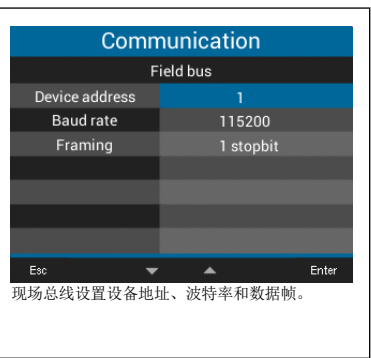 Communication
Field bus
Device address 1
Baud rate 115200
Framing 1 stopbit
Esc Enter
现场总线设置设备地址、波特率和数据帧。